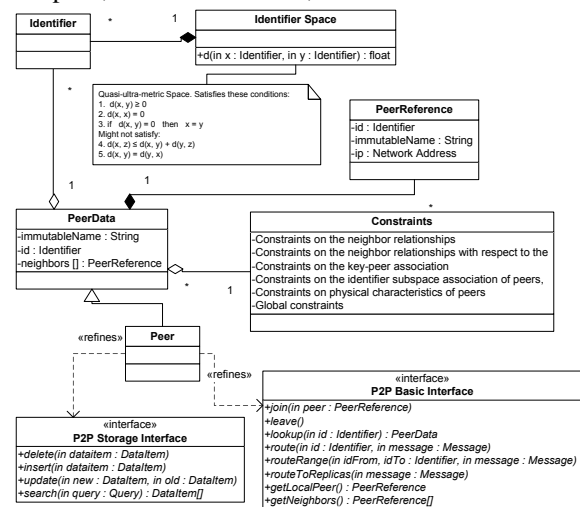 Identifier
*
1
Identifier Space
+d(in x : Identifier, in y : Identifier) : float
Quasi-ultra-metric Space. Satisfies these conditions:
1. d(x, y) ≥ 0
2. d(x, x) = 0
3. if d(x, y) = 0 then x = y
Might not satisfy:
4. d(x, z) ≤ d(x, y) + d(y, z)
5. d(x, y) = d(y, x)
PeerReference
-id : Identifier
-immutableName : String
-ip : Network Address
*
1
1
*
PeerData
-immutableName : String
-id : Identifier
-neighbors [] : PeerReference
*
1
Constraints
-Constraints on the neighbor relationships
-Constraints on the neighbor relationships with respect to the
-Constraints on the key-peer association
-Constraints on the identifier subspace association of peers,
-Constraints on physical characteristics of peers
-Global constraints
Peer
«refines»
«refines»
«interface»
P2P Storage Interface
+delete(in dataitem : DataItem)
+insert(in dataitem : DataItem)
+update(in new : DataItem, in old : DataItem)
+search(in query : Query) : DataItem[]
«interface»
P2P Basic Interface
+join(in peer : PeerReference)
+leave()
+lookup(in id : Identifier) : PeerData
+route(in id : Identifier, in message : Message)
+routeRange(in idFrom, idTo : Identifier, in message : Message)
+routeToReplicas(in message : Message)
+getLocalPeer() : PeerReference
+getNeighbors() : PeerReference[]